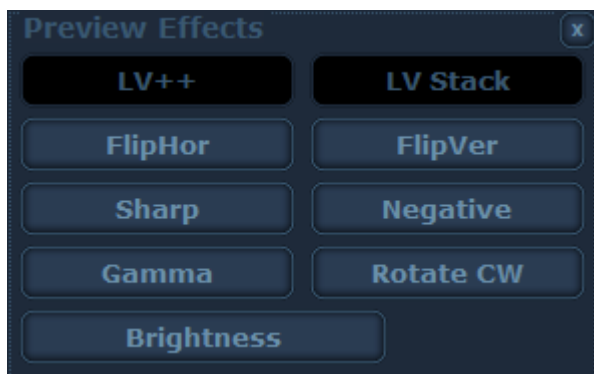 Preview Effects x
LV++ LV Stack
FlipHor FlipVer
Sharp Negative
Gamma Rotate CW
Brightness